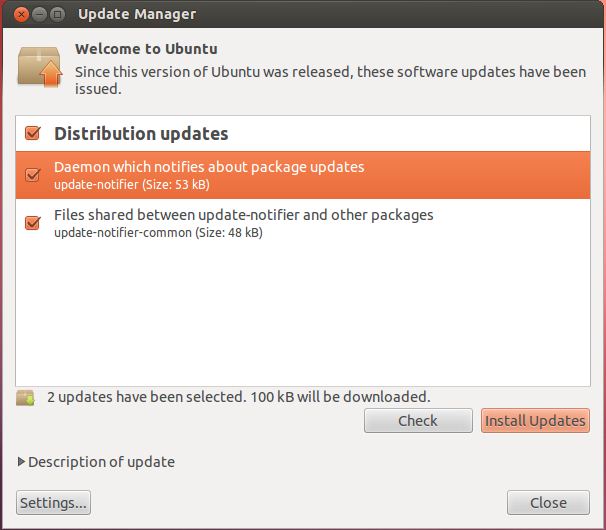 Update Manager
Welcome to Ubuntu
Since this version of Ubuntu was released, these software updates have been
issued.
Distribution updates
Daemon which notifies about package updates
update-notifier (Size: 53 kB)
Files shared between update-notifier and other packages
update-notifier-common (Size: 48 kB)
2 updates have been selected. 100 kB will be downloaded.
Check
Install Updates
Description of update
Settings...
Close